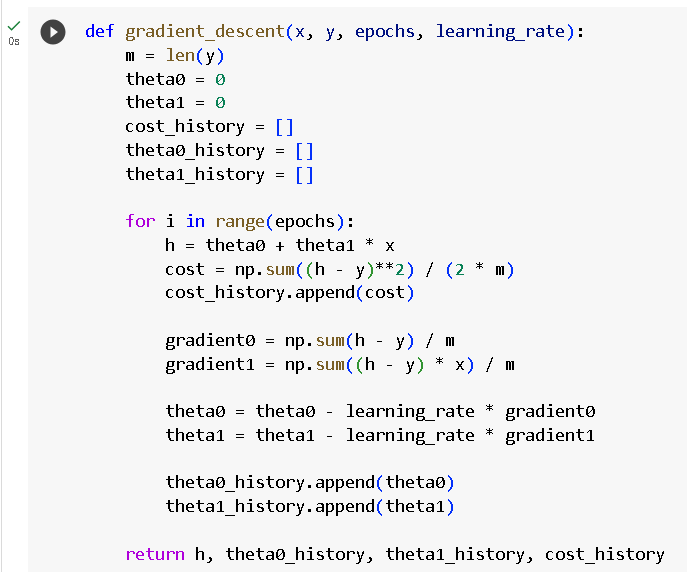 0s
def gradient_descent(x, y, epochs, learning_rate):
    m = len(y)
    theta0 = 0
    theta1 = 0
    cost_history = []
    theta0_history = []
    theta1_history = []

    for i in range(epochs):
        h = theta0 + theta1 * x
        cost = np.sum((h - y)**2) / (2 * m)
        cost_history.append(cost)

        gradient0 = np.sum(h - y) / m
        gradient1 = np.sum((h - y) * x) / m

        theta0 = theta0 - learning_rate * gradient0
        theta1 = theta1 - learning_rate * gradient1

        theta0_history.append(theta0)
        theta1_history.append(theta1)

    return h, theta0_history, theta1_history, cost_history